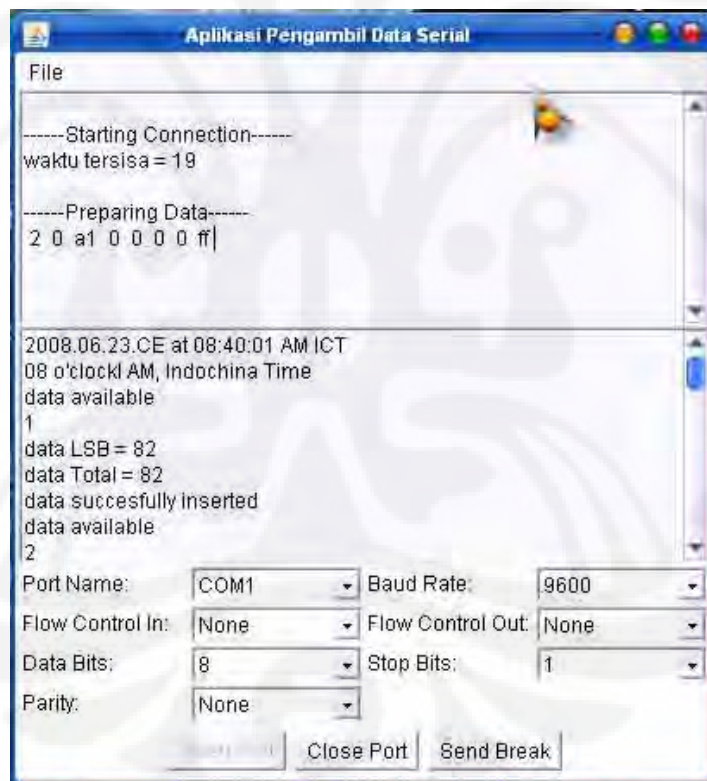 Aplikasi Pengambil Data Serial
File
------Starting Connection------
waktu tersisa = 19
------Preparing Data------
2 0 a1 0 0 0 0 ff
2008.06.23.CE at 08:40:01 AM ICT
08 o'clockl AM, Indochina Time
data available
1
data LSB = 82
data Total = 82
data succesfully inserted
data available
2
Port Name: COM1 Baud Rate: 9600
Flow Control In: None Flow Control Out: None
Data Bits: 8 Stop Bits: 1
Parity: None
Close Port Send Break